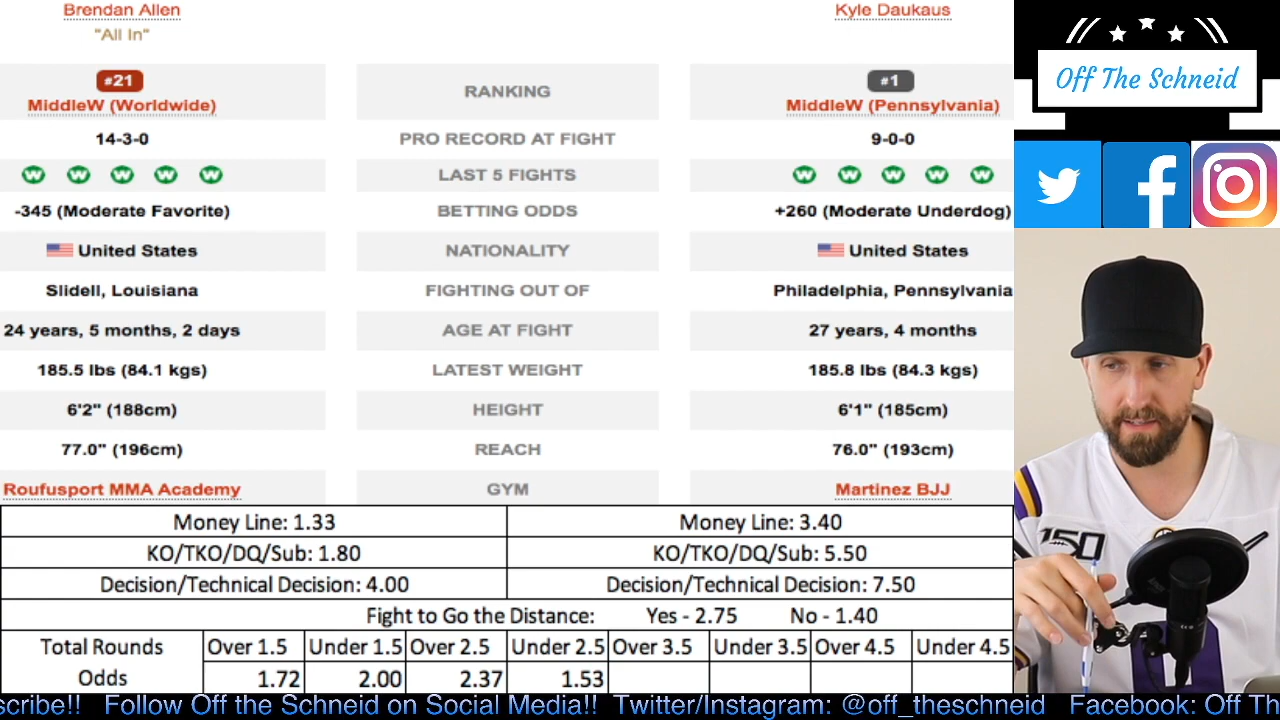 Brendan Allen Kyle Daukaus
"All In"
#21 RANKING #1
MiddleW (Worldwide) MiddleW (Pennsylvania)
14-3-0 PRO RECORD AT FIGHT 9-0-0
W W W W W LAST 5 FIGHTS W W W W W
-345 (Moderate Favorite) BETTING ODDS +260 (Moderate Underdog)
United States NATIONALITY United States
Slidell, Louisiana FIGHTING OUT OF Philadelphia, Pennsylvania
24 years, 5 months, 2 days AGE AT FIGHT 27 years, 4 months
185.5 lbs (84.1 kgs) LATEST WEIGHT 185.8 lbs (84.3 kgs)
6'2" (188cm) HEIGHT 6'1" (185cm)
77.0" (196cm) REACH 76.0" (193cm)
Roufusport MMA Academy GYM Martinez BJJ
Money Line: 1.33 Money Line: 3.40
KO/TKO/DQ/Sub: 1.80 KO/TKO/DQ/Sub: 5.50
Decision/Technical Decision: 4.00 Decision/Technical Decision: 7.50
Fight to Go the Distance: Yes - 2.75 No - 1.40
Total Rounds Over 1.5 Under 1.5 Over 2.5 Under 2.5 Over 3.5 Under 3.5 Over 4.5 Under 4.5
Odds 1.72 2.00 2.37 1.53
Off The Schneid
150
scribe!! Follow Off the Schneid on Social Media!! Twitter/Instagram: @off_theschneid Facebook: Off Th